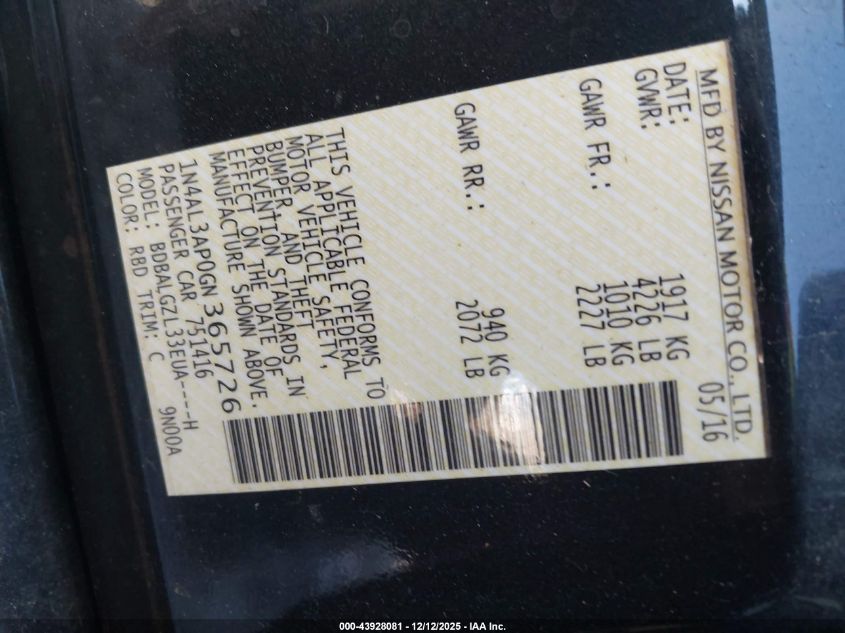 MFD BY NISSAN MOTOR CO., LTD.
DATE: 05/16
GVWR: 1917 KG
4226 LB
GAWR FR.: 1010 KG
2227 LB
GAWR RR.: 940 KG
2072 LB
THIS VEHICLE CONFORMS TO
ALL APPLICABLE FEDERAL
MOTOR VEHICLE SAFETY,
BUMPER, AND THEFT
PREVENTION STANDARDS IN
EFFECT ON THE DATE OF
MANUFACTURE SHOWN ABOVE.
1N4AL3AP0GN365726
PASSENGER CAR 751416
MODEL: BDBALGZL33EUA----H
COLOR: RBD TRIM: C 9N00A
000-43928081 - 12/12/2025 - IAA Inc.